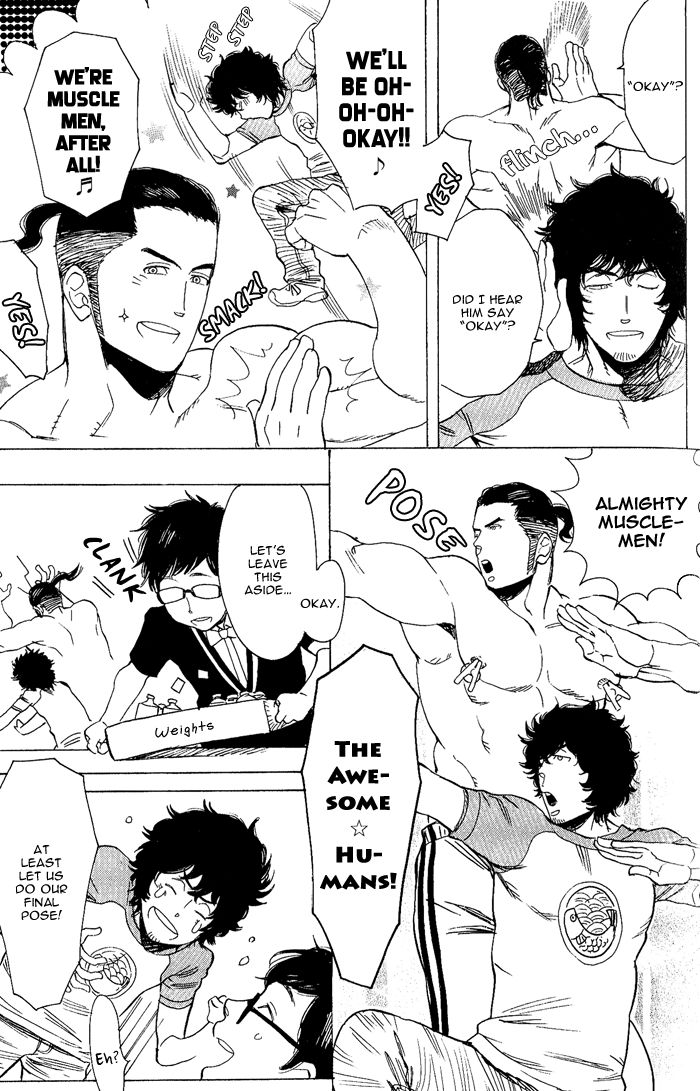 "OKAY"?
flinch...
DID I HEAR
HIM SAY
"OKAY"?
YES!
WE'LL
BE OH-
OH-OH-
OKAY!!
STEP
STEP
WE'RE
MUSCLE
MEN,
AFTER
ALL!
SMACK!
YES!
ALMIGHTY
MUSCLE-
MEN!
POSE
THE
AWE-
SOME
☆
HU-
MANS!
LET'S
LEAVE
THIS
ASIDE...
OKAY.
CLANK
Weights
AT
LEAST
LET US
DO OUR
FINAL
POSE!
Eh?